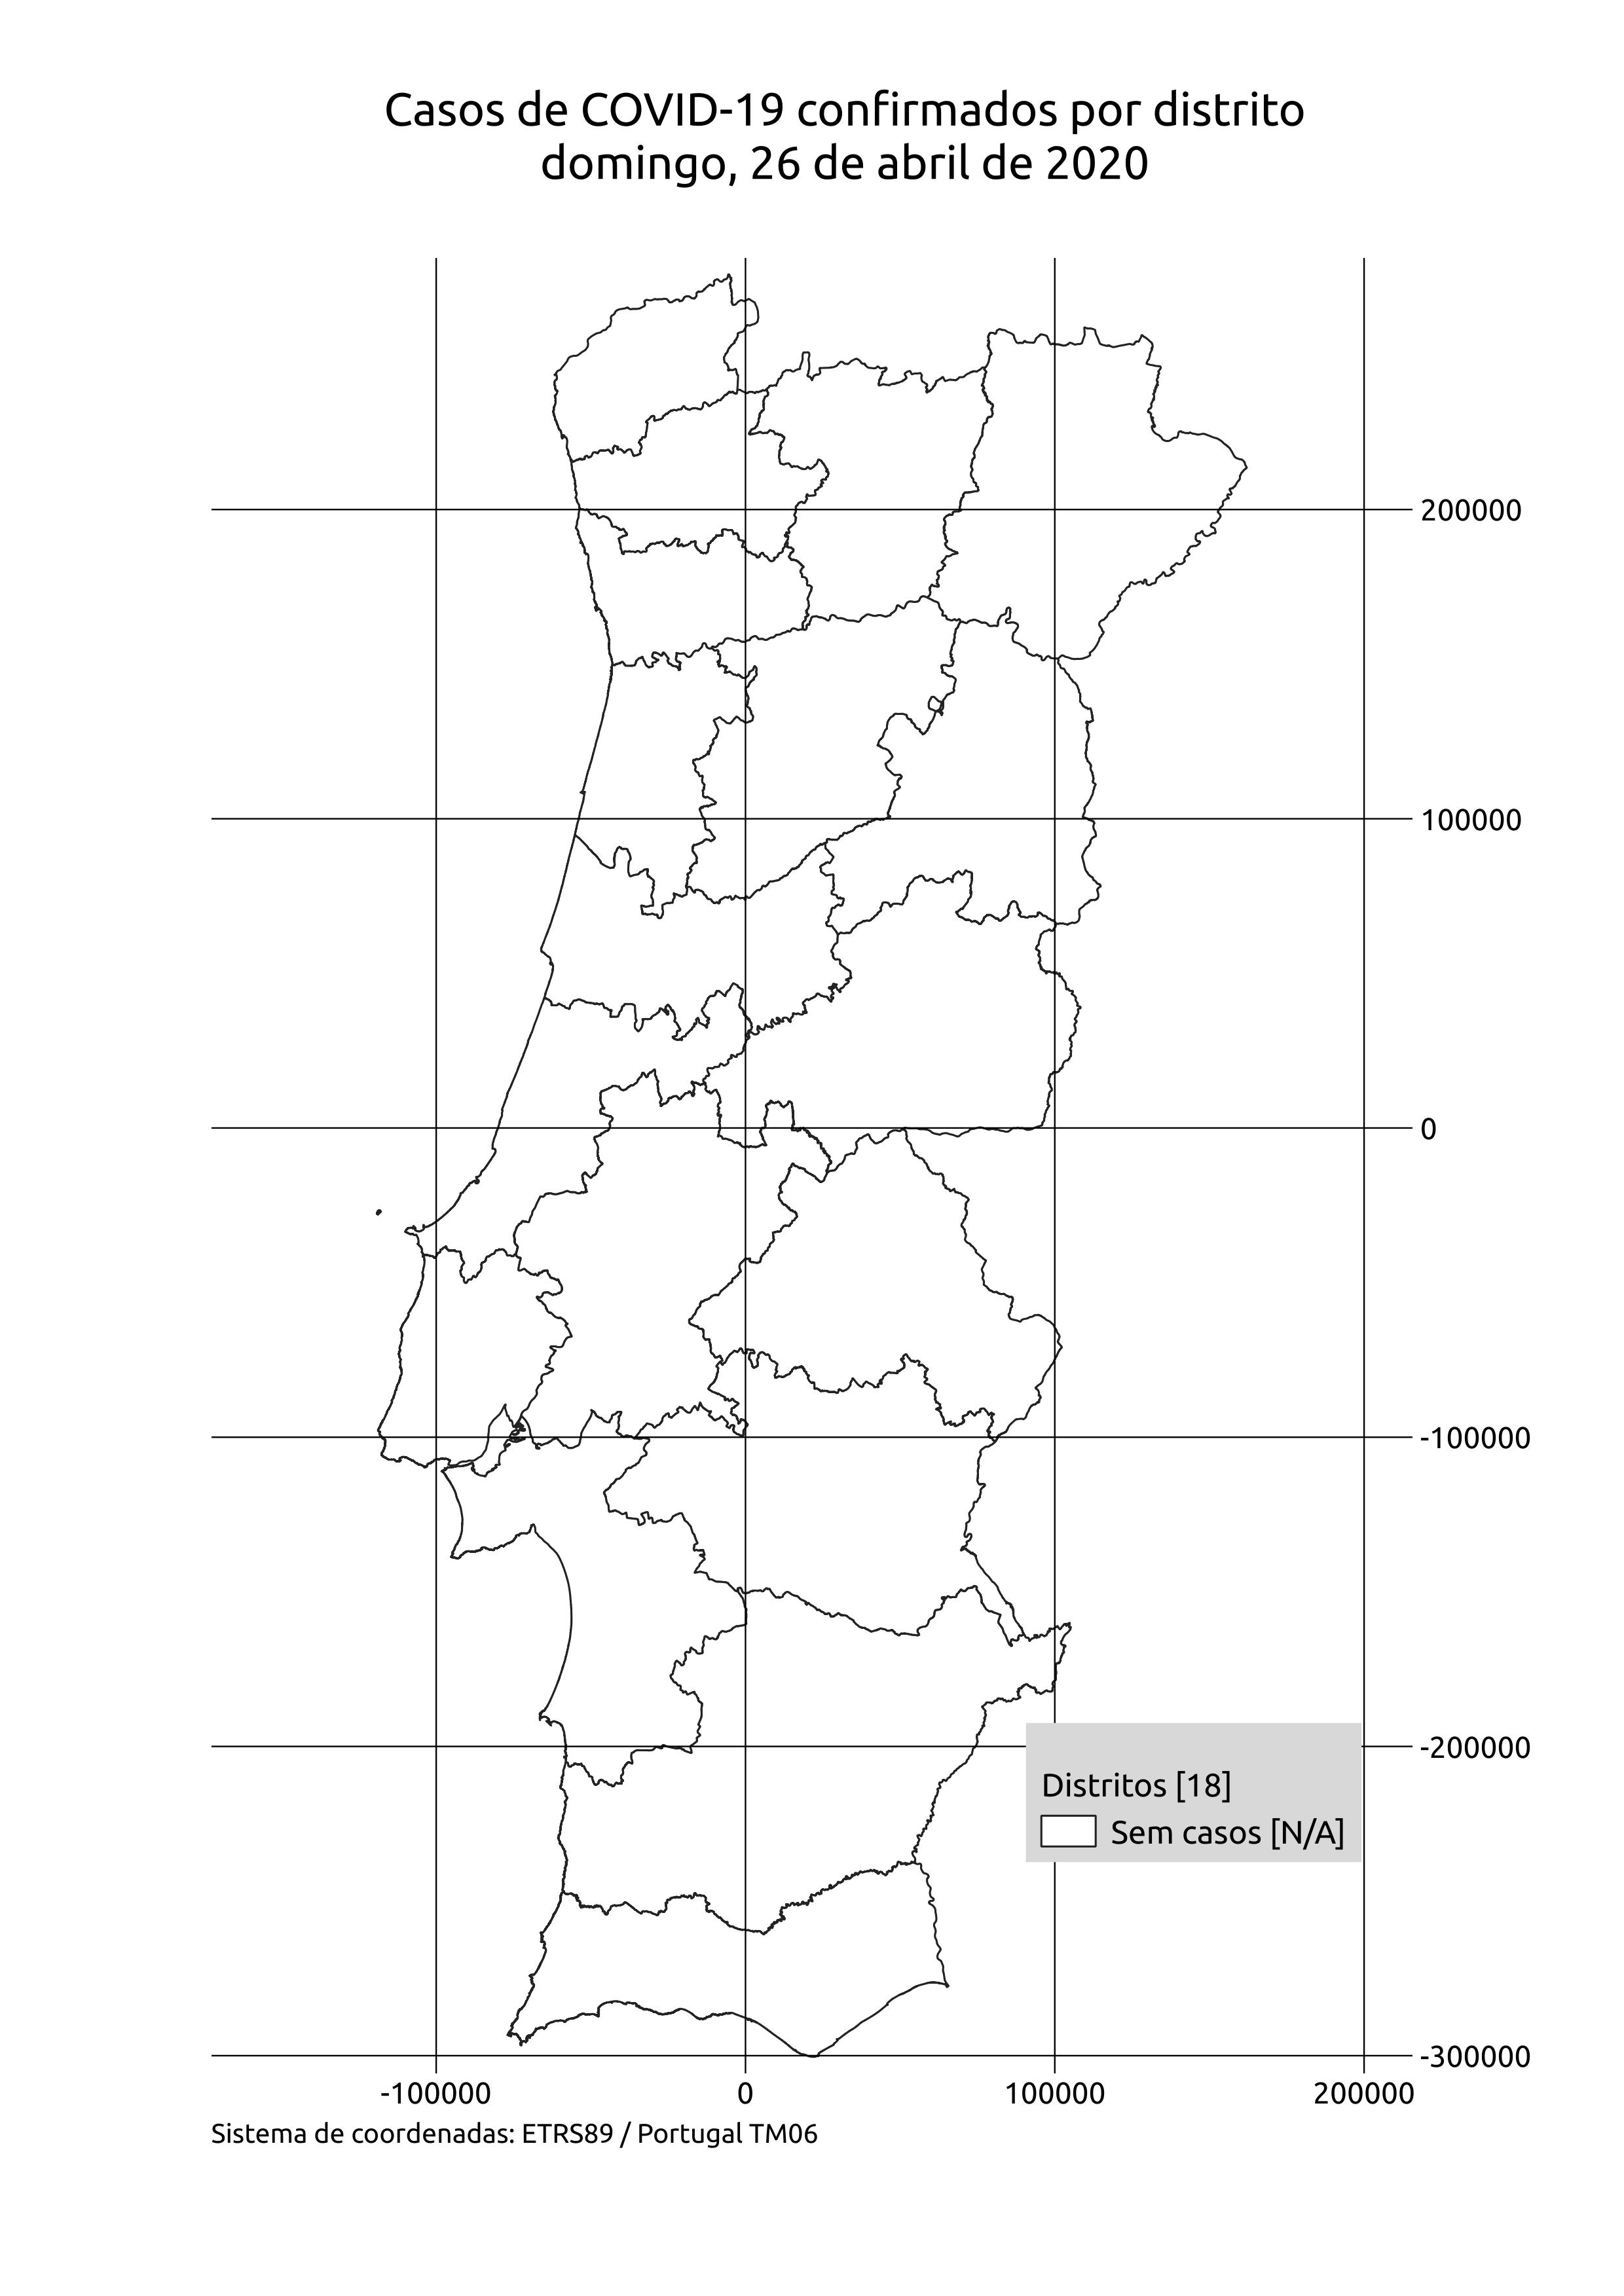 Casos de COVID-19 confirmados por distrito
domingo, 26 de abril de 2020
200000
100000
0
-100000
-200000
Distritos [18]
Sem casos [N/A]
-300000
-100000 0 100000 200000
Sistema de coordenadas: ETRS89 / Portugal TM06